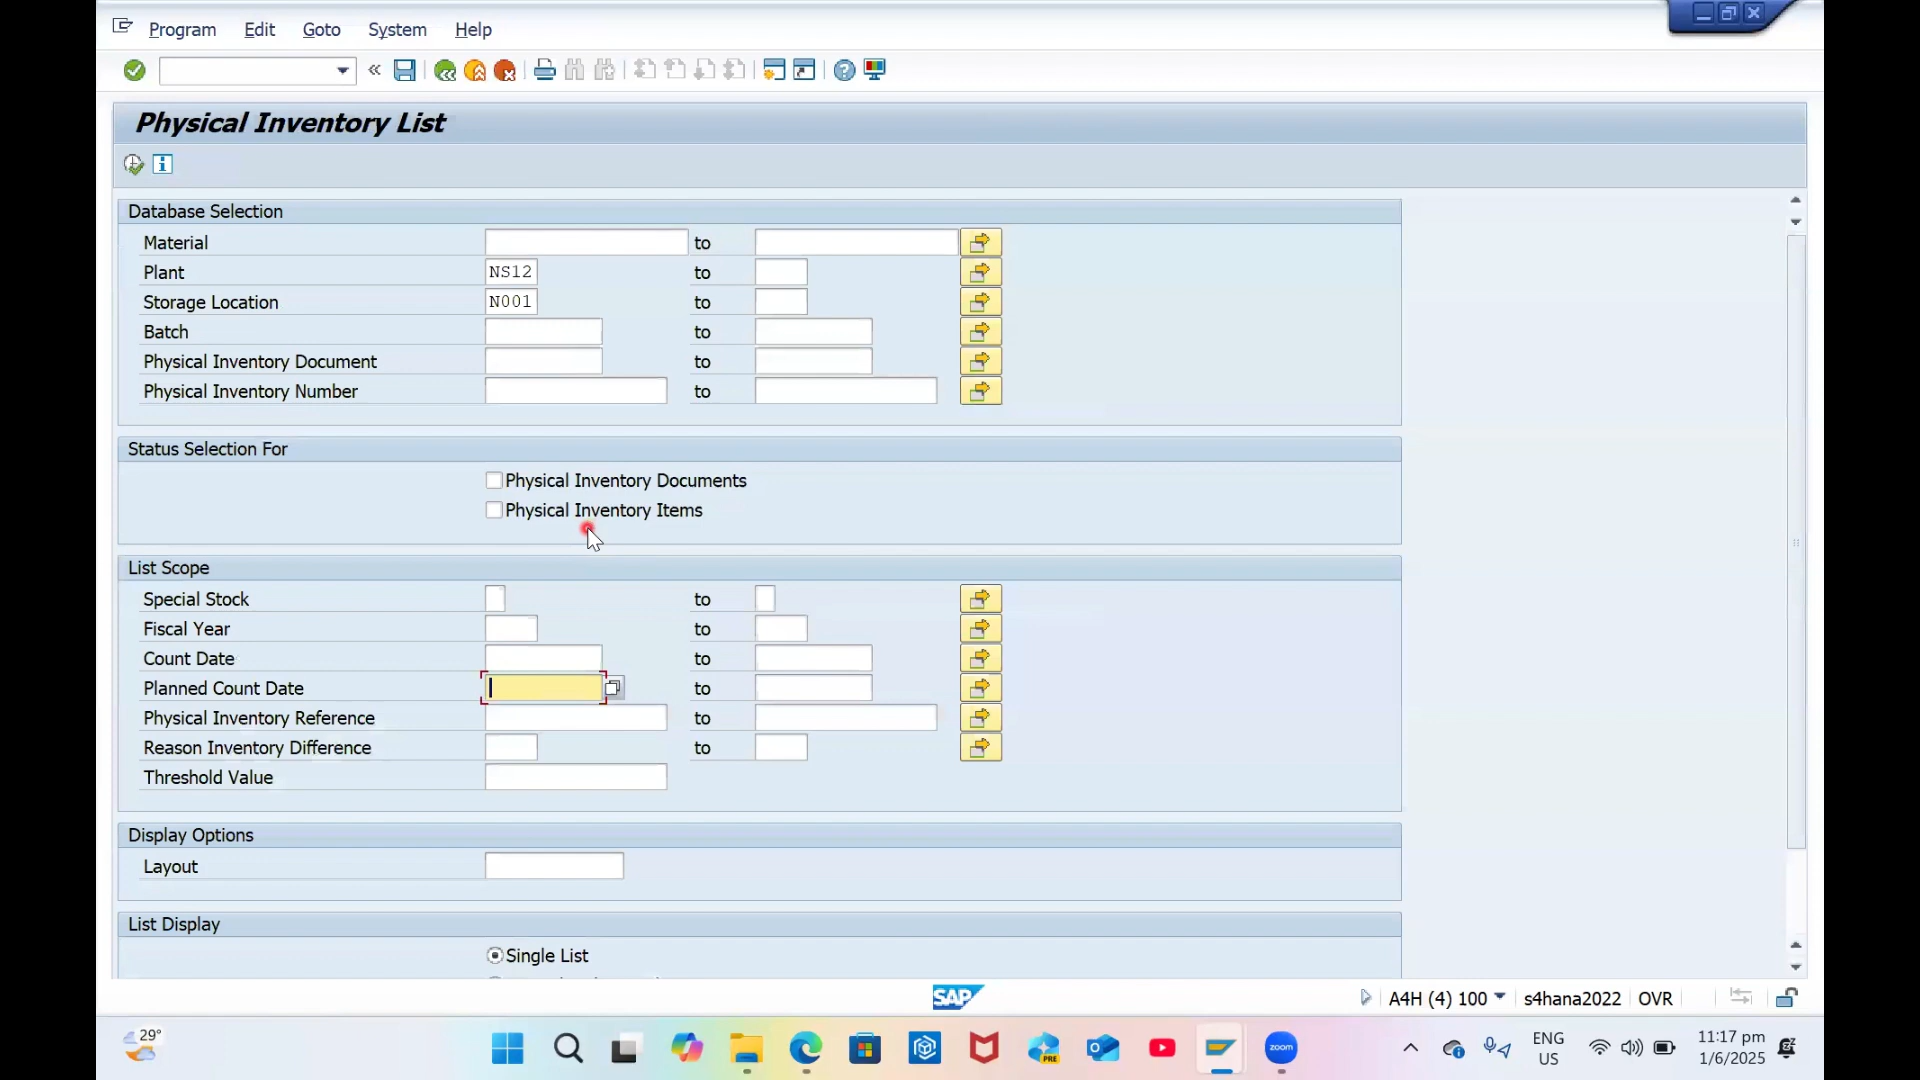 Program Edit Goto System Help
Physical Inventory List
Database Selection
Material to
Plant NS12 to
Storage Location N001 to
Batch to
Physical Inventory Document to
Physical Inventory Number to
Status Selection For
Physical Inventory Documents
Physical Inventory Items
List Scope
Special Stock to
Fiscal Year to
Count Date to
Planned Count Date to
Physical Inventory Reference to
Reason Inventory Difference to
Threshold Value
Display Options
Layout
List Display
Single List
SAP A4H (4) 100 s4hana2022 OVR
29° PRE zoom ENG US 11:17 pm 1/6/2025